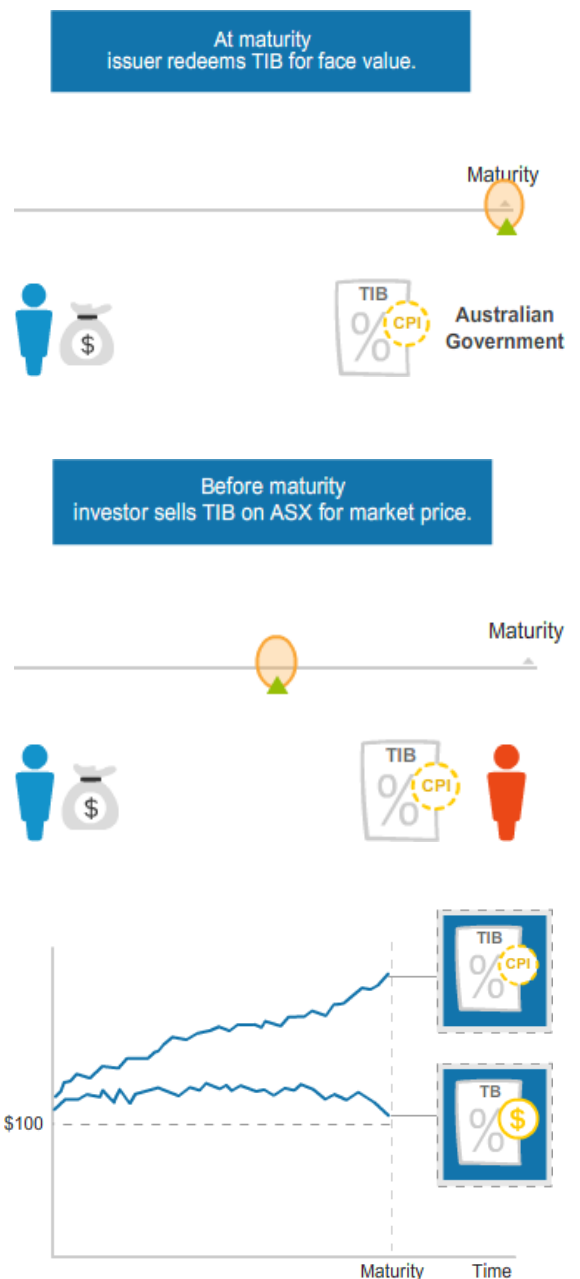 At maturity
issuer redeems TIB for face value.
Maturity
$
TIB
%
CPI
Australian
Government
Before maturity
investor sells TIB on ASX for market price.
Maturity
$
TIB
%
CPI
TIB
%
CPI
TB
%
$
$100
Maturity
Time